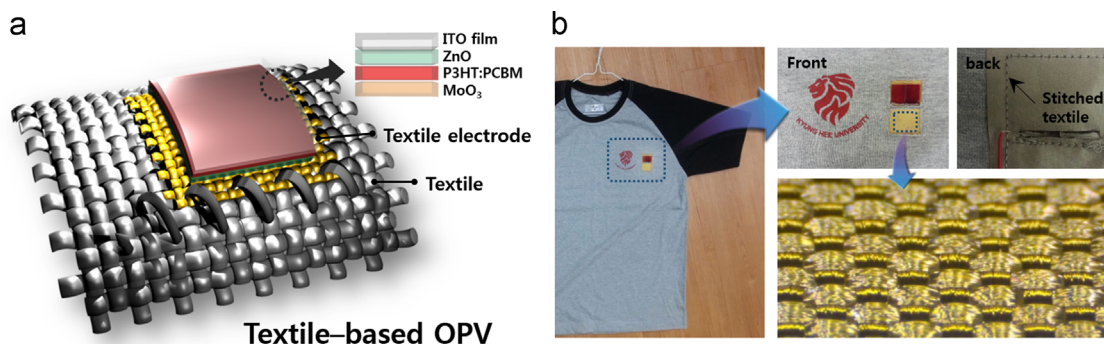 a
ITO film
ZnO
P3HT:PCBM
MoO₃
Textile electrode
Textile
Textile–based OPV
b
Front
KYUNG HEE UNIVERSITY
back
Stitched
textile